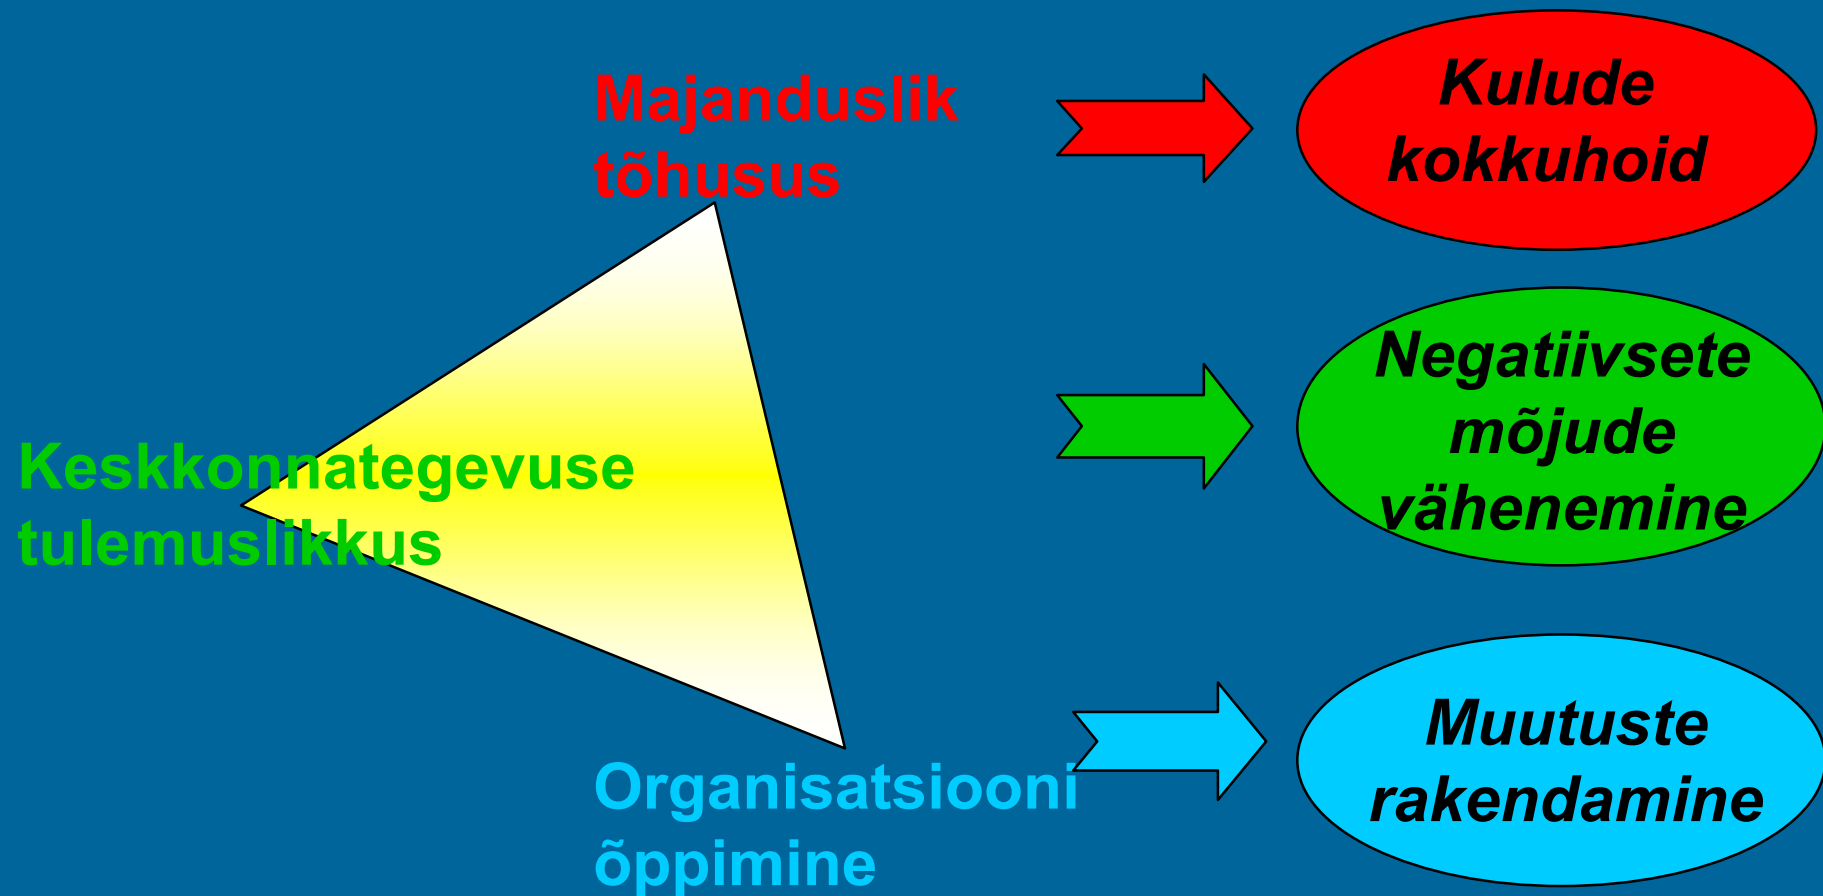 Majanduslik
tõhusus
Kulude
kokkuhoid
Keskkonnategevuse
tulemuslikkus
Negatiivsete
mõjude
vähenemine
Organisatsiooni
õppimine
Muutuste
rakendamine